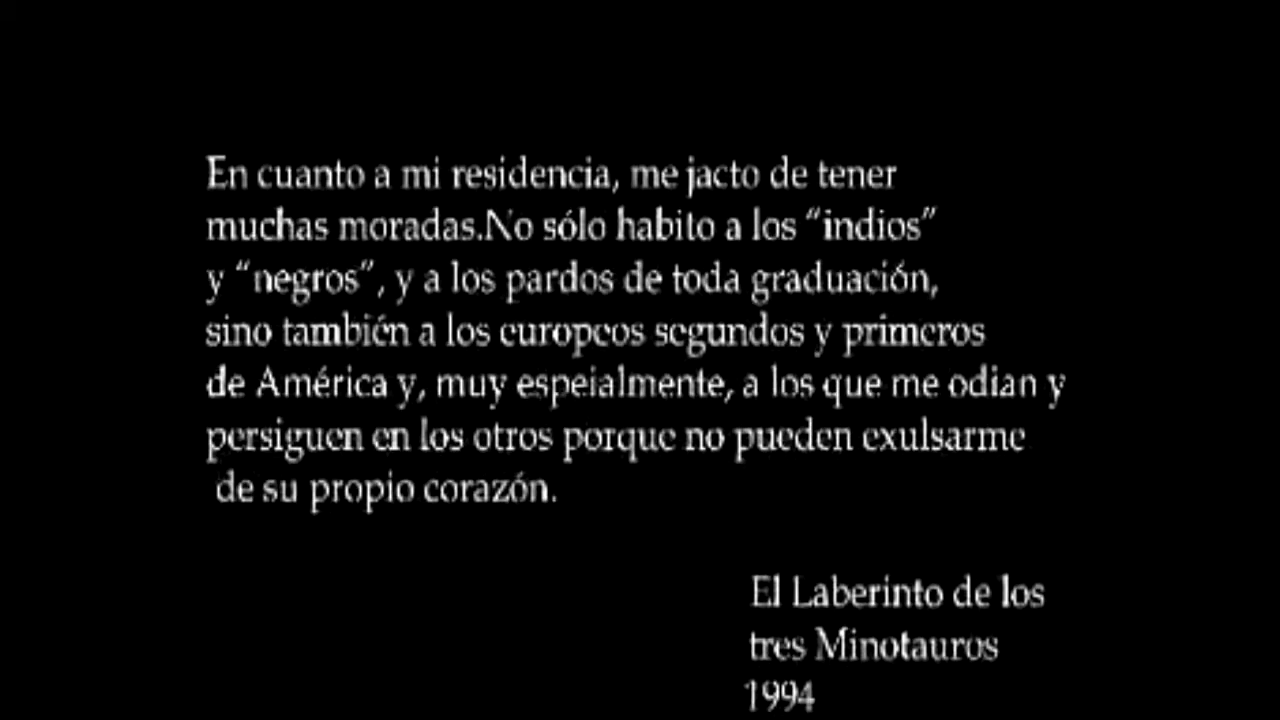 En cuanto a mi residencia, me jacto de tener
muchas moradas.No sólo habito a los “indios”
y “negros”, y a los pardos de toda graduación,
sino también a los europeos segundos y primeros
de América y, muy espeialmente, a los que me odian y
persiguen en los otros porque no pueden exulsarme
de su propio corazón.
El Laberinto de los
tres Minotauros
1994